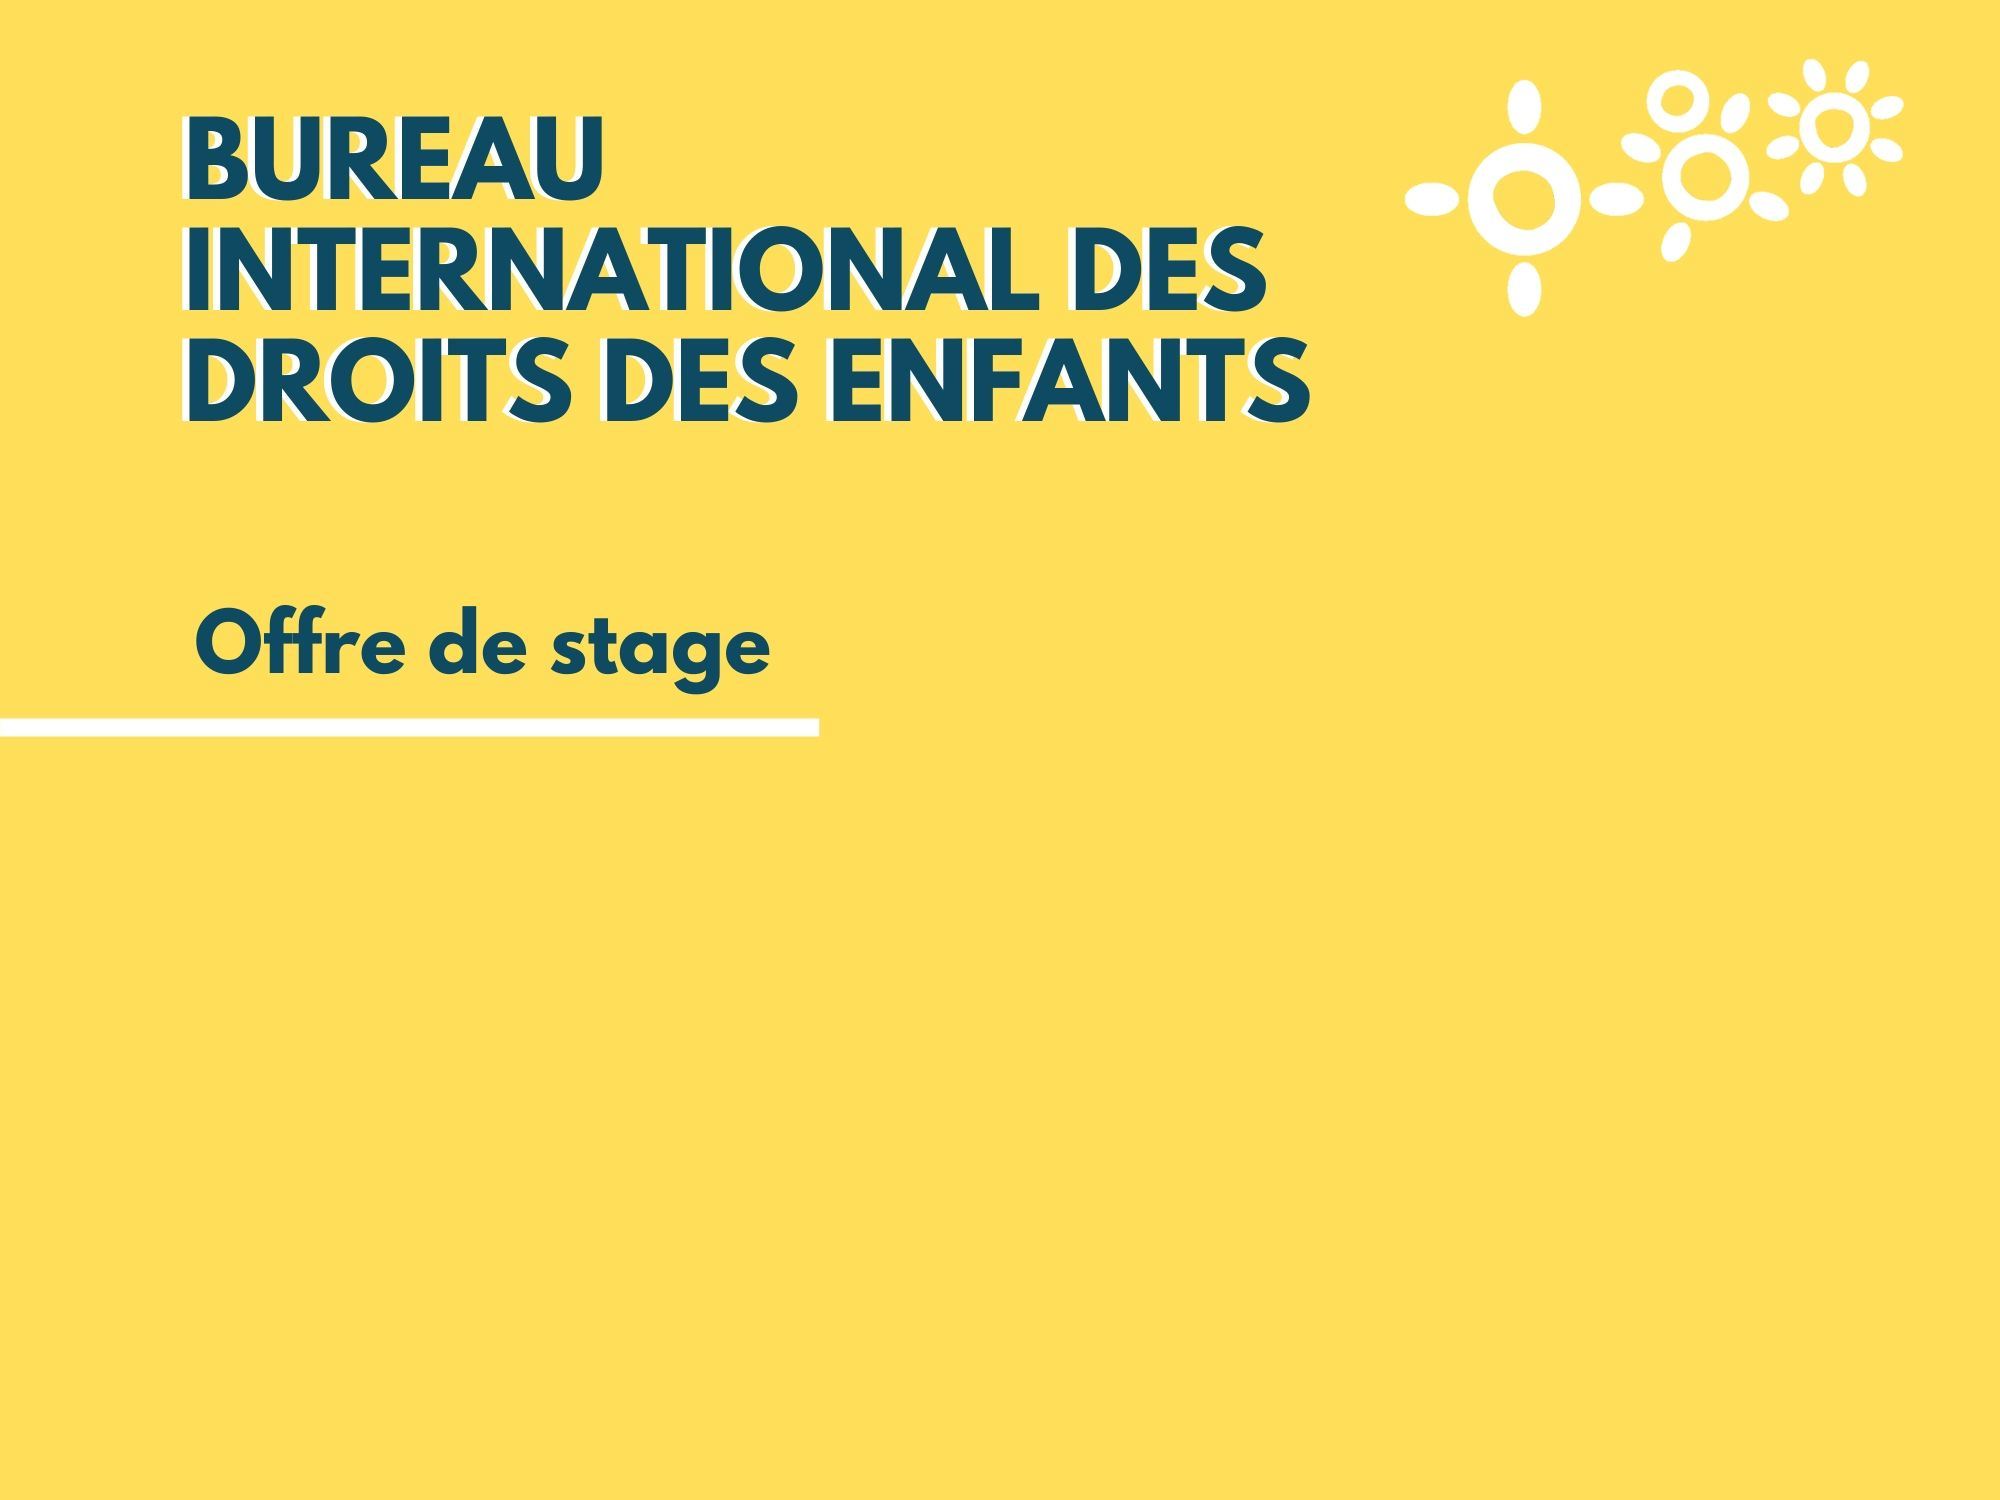 BUREAU
INTERNATIONAL DES
DROITS DES ENFANTS
Offre de stage